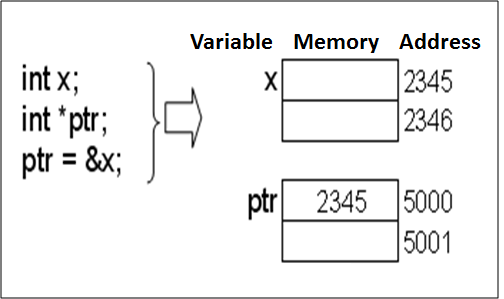 Variable Memory Address
int x;
int *ptr;
ptr = &x;
x 2345
2346
ptr 2345 5000
5001